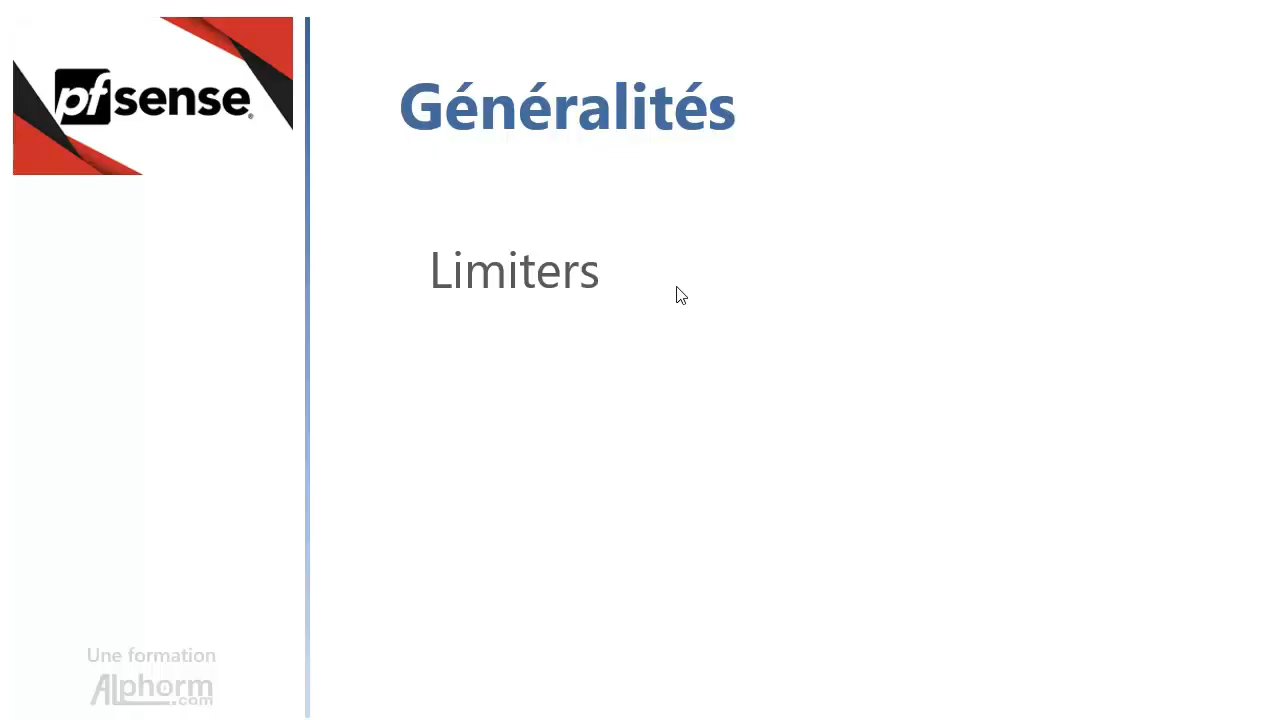 pfsense
Généralités
Limiters
Une formation
Alphorm
.com